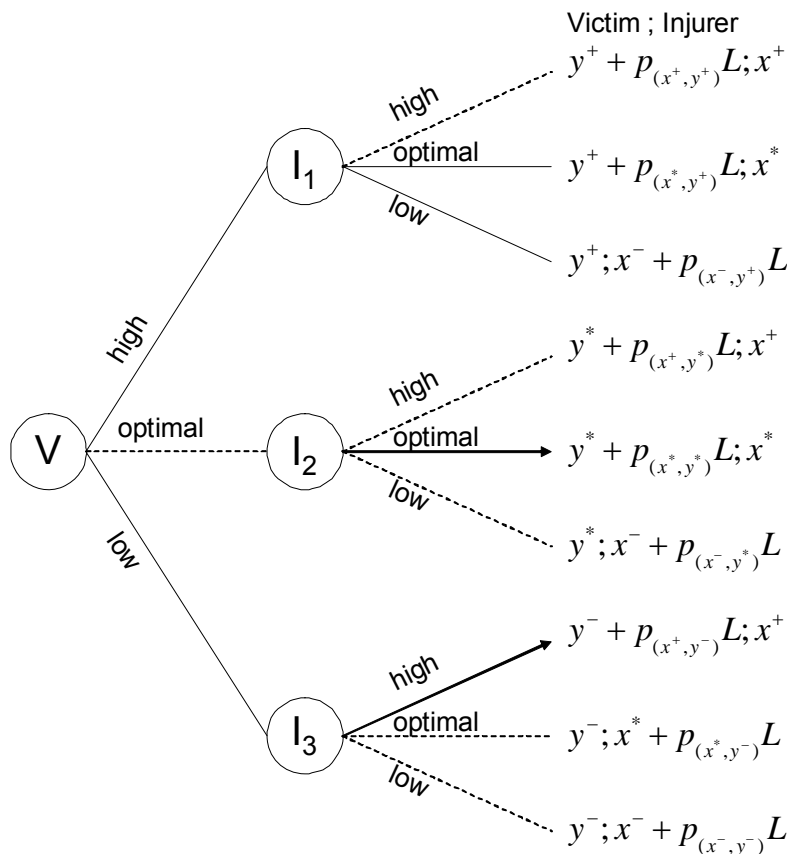 Victim ; Injurer
y⁺ + p₍ₓ⁺,ᵧ⁺₎L; x⁺
high
I₁
optimal
y⁺ + p₍ₓ*,ᵧ⁺₎L; x*
low
y⁺; x⁻ + p₍ₓ⁻,ᵧ⁺₎L
high
y* + p₍ₓ⁺,ᵧ*₎L; x⁺
high
V
optimal
I₂
optimal
y* + p₍ₓ*,ᵧ*₎L; x*
low
y*; x⁻ + p₍ₓ⁻,ᵧ*₎L
low
y⁻ + p₍ₓ⁺,ᵧ⁻₎L; x⁺
high
I₃
optimal
y⁻; x* + p₍ₓ*,ᵧ⁻₎L
low
y⁻; x⁻ + p₍ₓ⁻,ᵧ⁻₎L